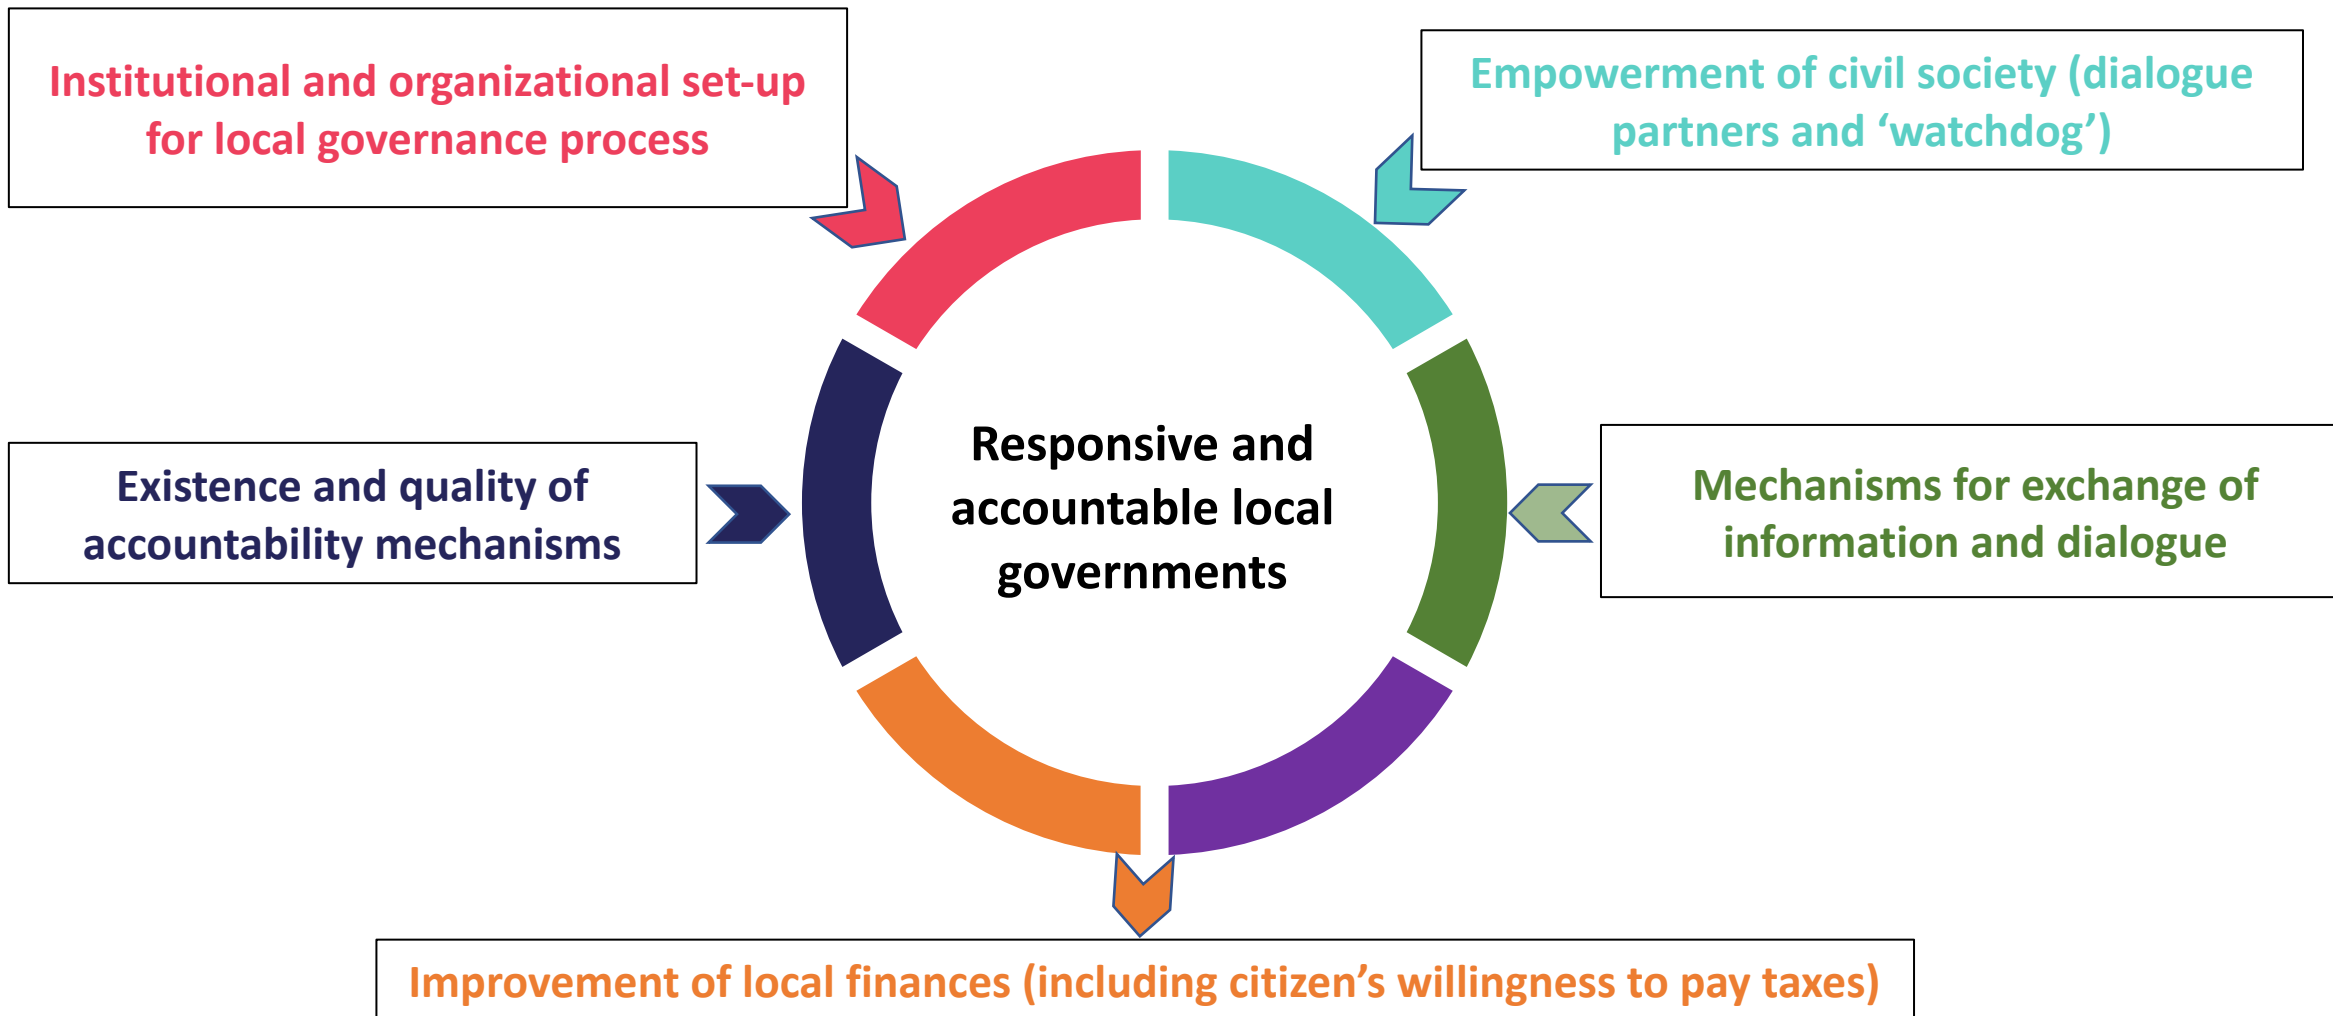 Institutional and organizational set-up
for local governance process
Empowerment of civil society (dialogue
partners and ‘watchdog’)
Existence and quality of
accountability mechanisms
Responsive and
accountable local
governments
Mechanisms for exchange of
information and dialogue
Improvement of local finances (including citizen’s willingness to pay taxes)